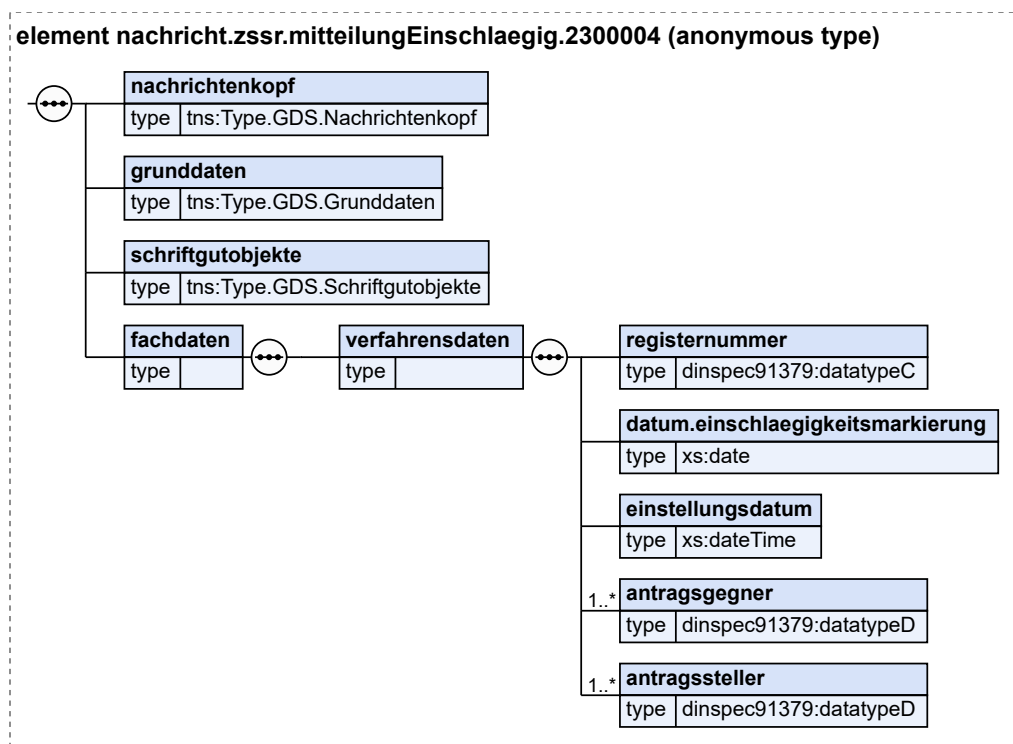 element nachricht.zssr.mitteilungEinschlaegig.2300004 (anonymous type)
nachrichtenkopf
type tns:Type.GDS.Nachrichtenkopf
grunddaten
type tns:Type.GDS.Grunddaten
schriftgutobjekte
type tns:Type.GDS.Schriftgutobjekte
fachdaten
type
verfahrensdaten
type
registernummer
type dinspec91379:datatypeC
datum.einschlaegigkeitsmarkierung
type xs:date
einstellungsdatum
type xs:dateTime
1..* antragsgegner
type dinspec91379:datatypeD
1..* antragssteller
type dinspec91379:datatypeD